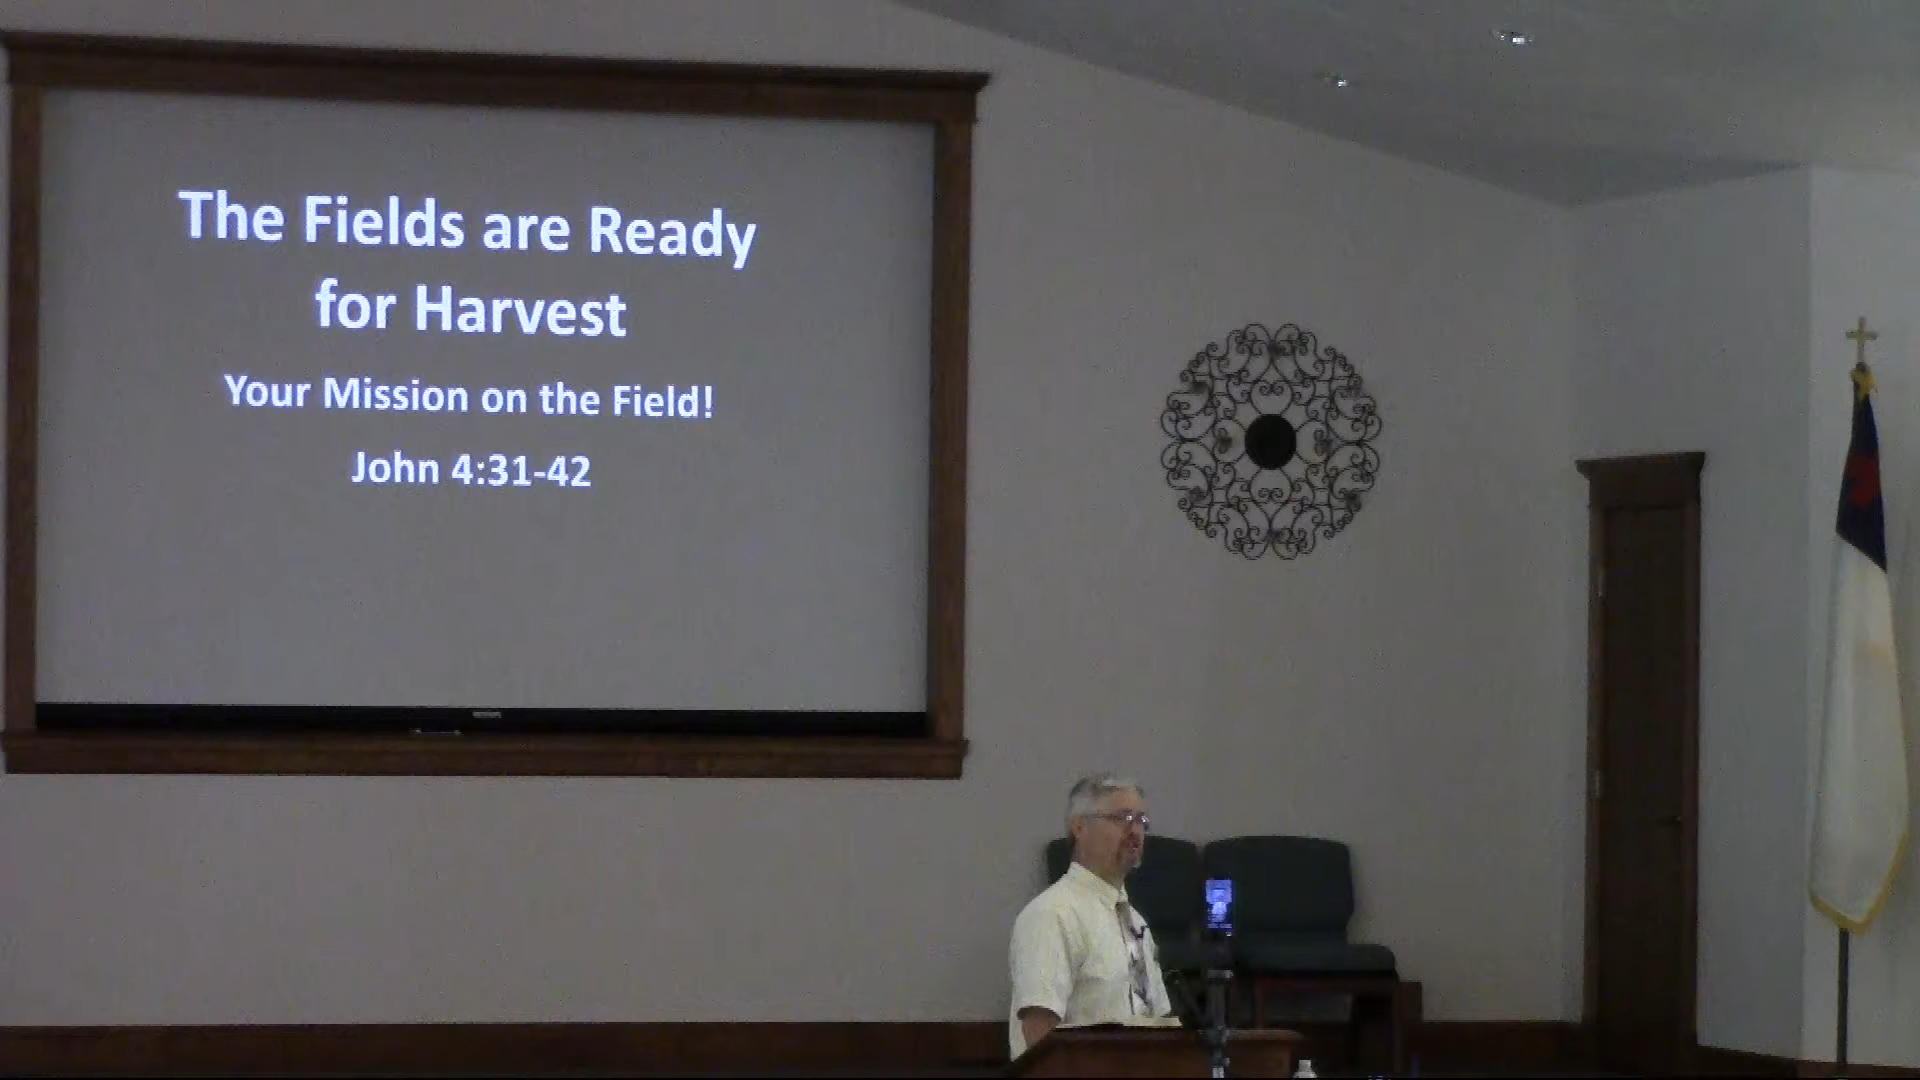 The Fields are Ready
for Harvest
Your Mission on the Field!
John 4:31-42